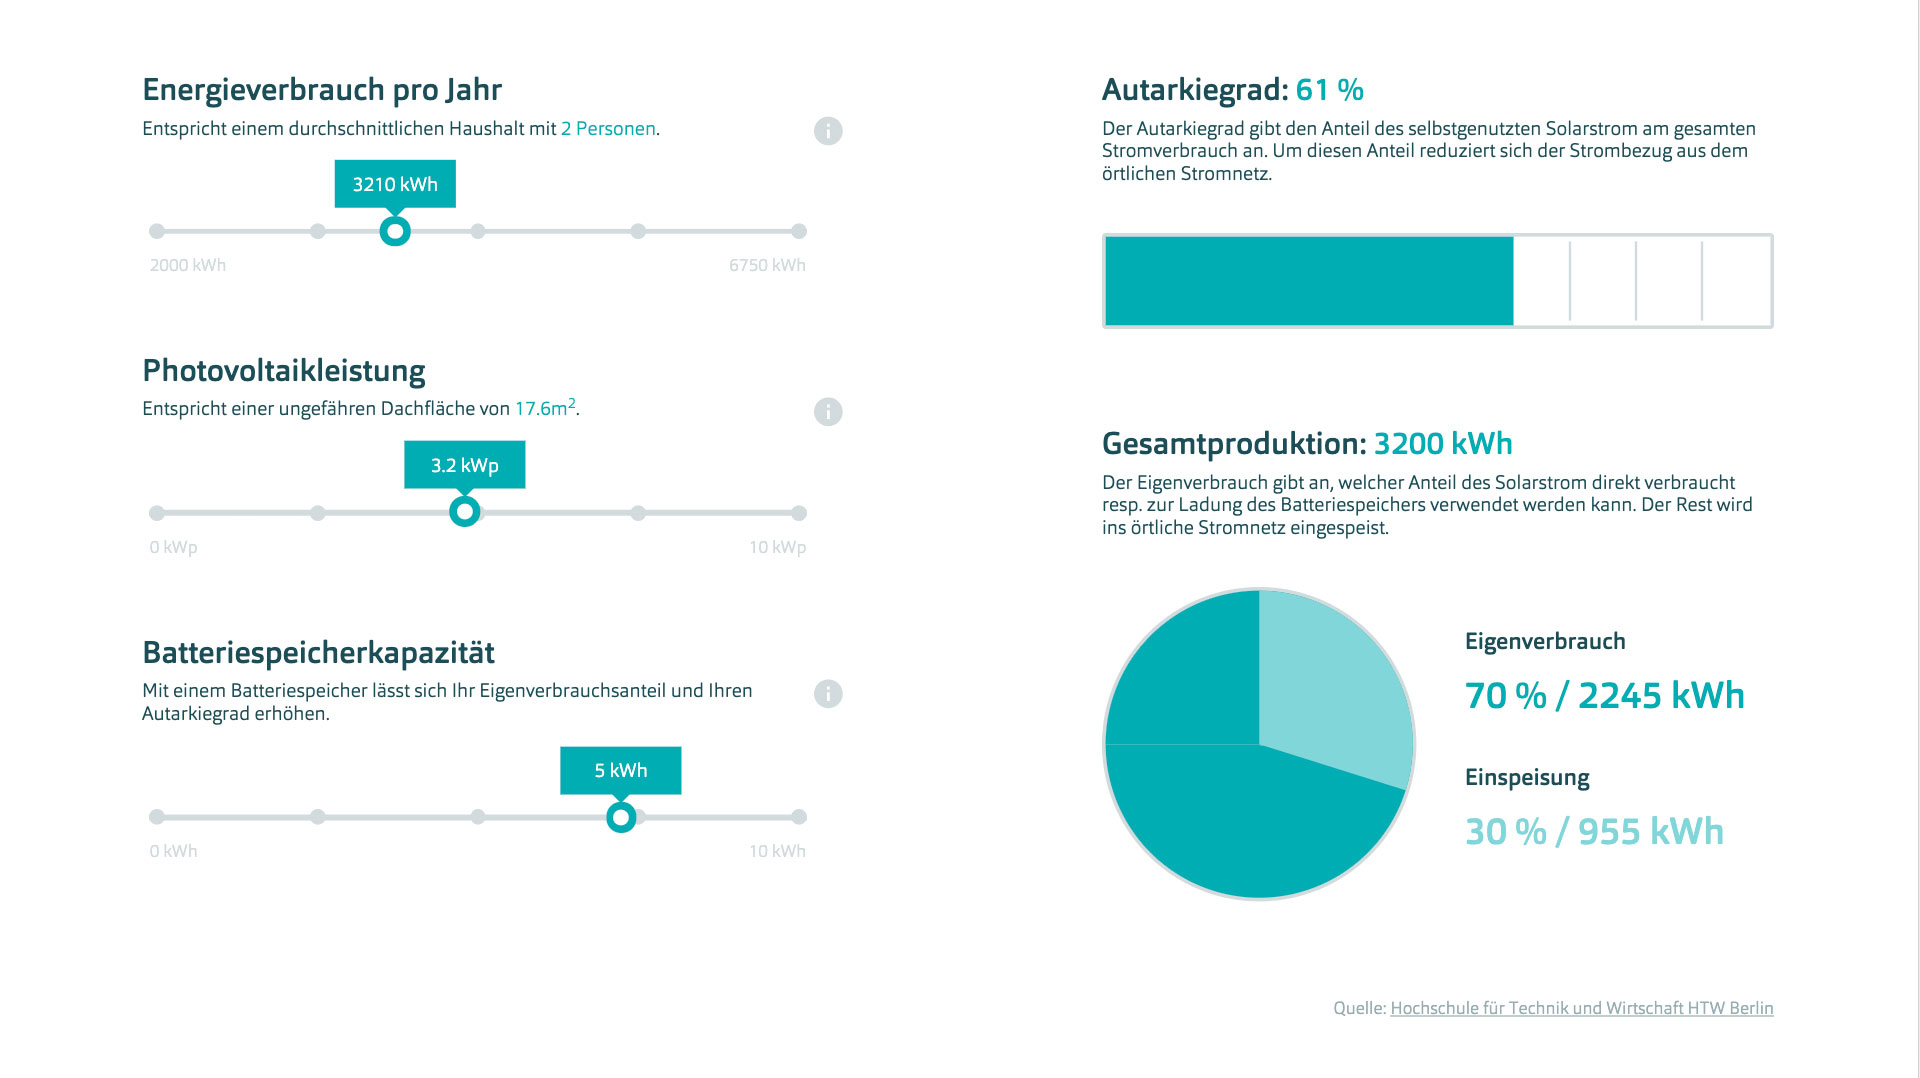 Energieverbrauch pro Jahr
Entspricht einem durchschnittlichen Haushalt mit 2 Personen.
i
3210 kWh
2000 kWh
6750 kWh
Photovoltaikleistung
Entspricht einer ungefähren Dachfläche von 17.6m².
i
3.2 kWp
0 kWp
10 kWp
Batteriespeicherkapazität
Mit einem Batteriespeicher lässt sich Ihr Eigenverbrauchsanteil und Ihren
Autarkiegrad erhöhen.
i
5 kWh
0 kWh
10 kWh
Autarkiegrad: 61 %
Der Autarkiegrad gibt den Anteil des selbstgenutzten Solarstrom am gesamten
Stromverbrauch an. Um diesen Anteil reduziert sich der Strombezug aus dem
örtlichen Stromnetz.
Gesamtproduktion: 3200 kWh
Der Eigenverbrauch gibt an, welcher Anteil des Solarstrom direkt verbraucht
resp. zur Ladung des Batteriespeichers verwendet werden kann. Der Rest wird
ins örtliche Stromnetz eingespeist.
Eigenverbrauch
70 % / 2245 kWh
Einspeisung
30 % / 955 kWh
Quelle: Hochschule für Technik und Wirtschaft HTW Berlin